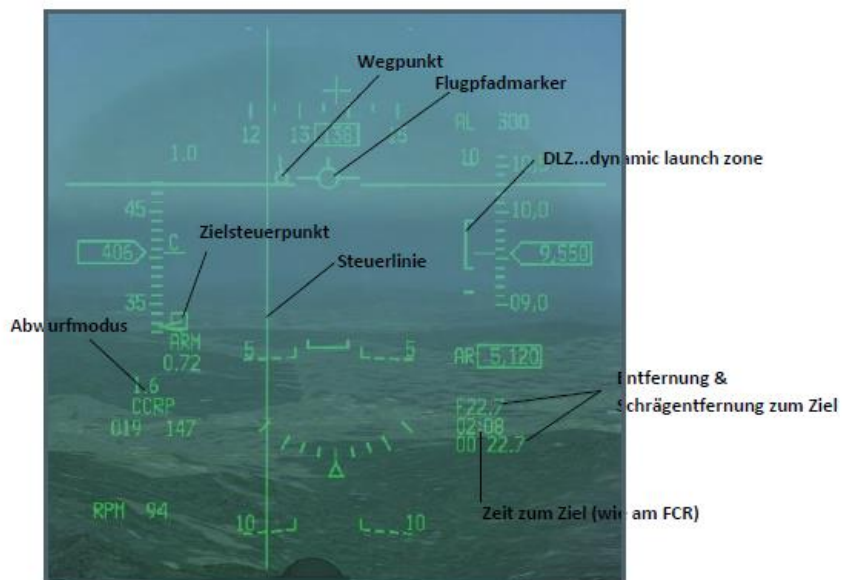 Wegpunkt
Flugpfadmarker
12 13 138 15
AL 300
1.0
10 10,5
DLZ...dynamic launch zone
45
10,0
Zielsteuerpunkt
406 C
9,550
Steuerlinie
35
09,0
Abwurfmodus
ARM
5 5
AR 5,120
0.72
1.6
Entfernung &
CCRP
F22.7
Schrägentfernung zum Ziel
019 147
02:08
00 22.7
RPM 94
Zeit zum Ziel (wie am FCR)
10 10